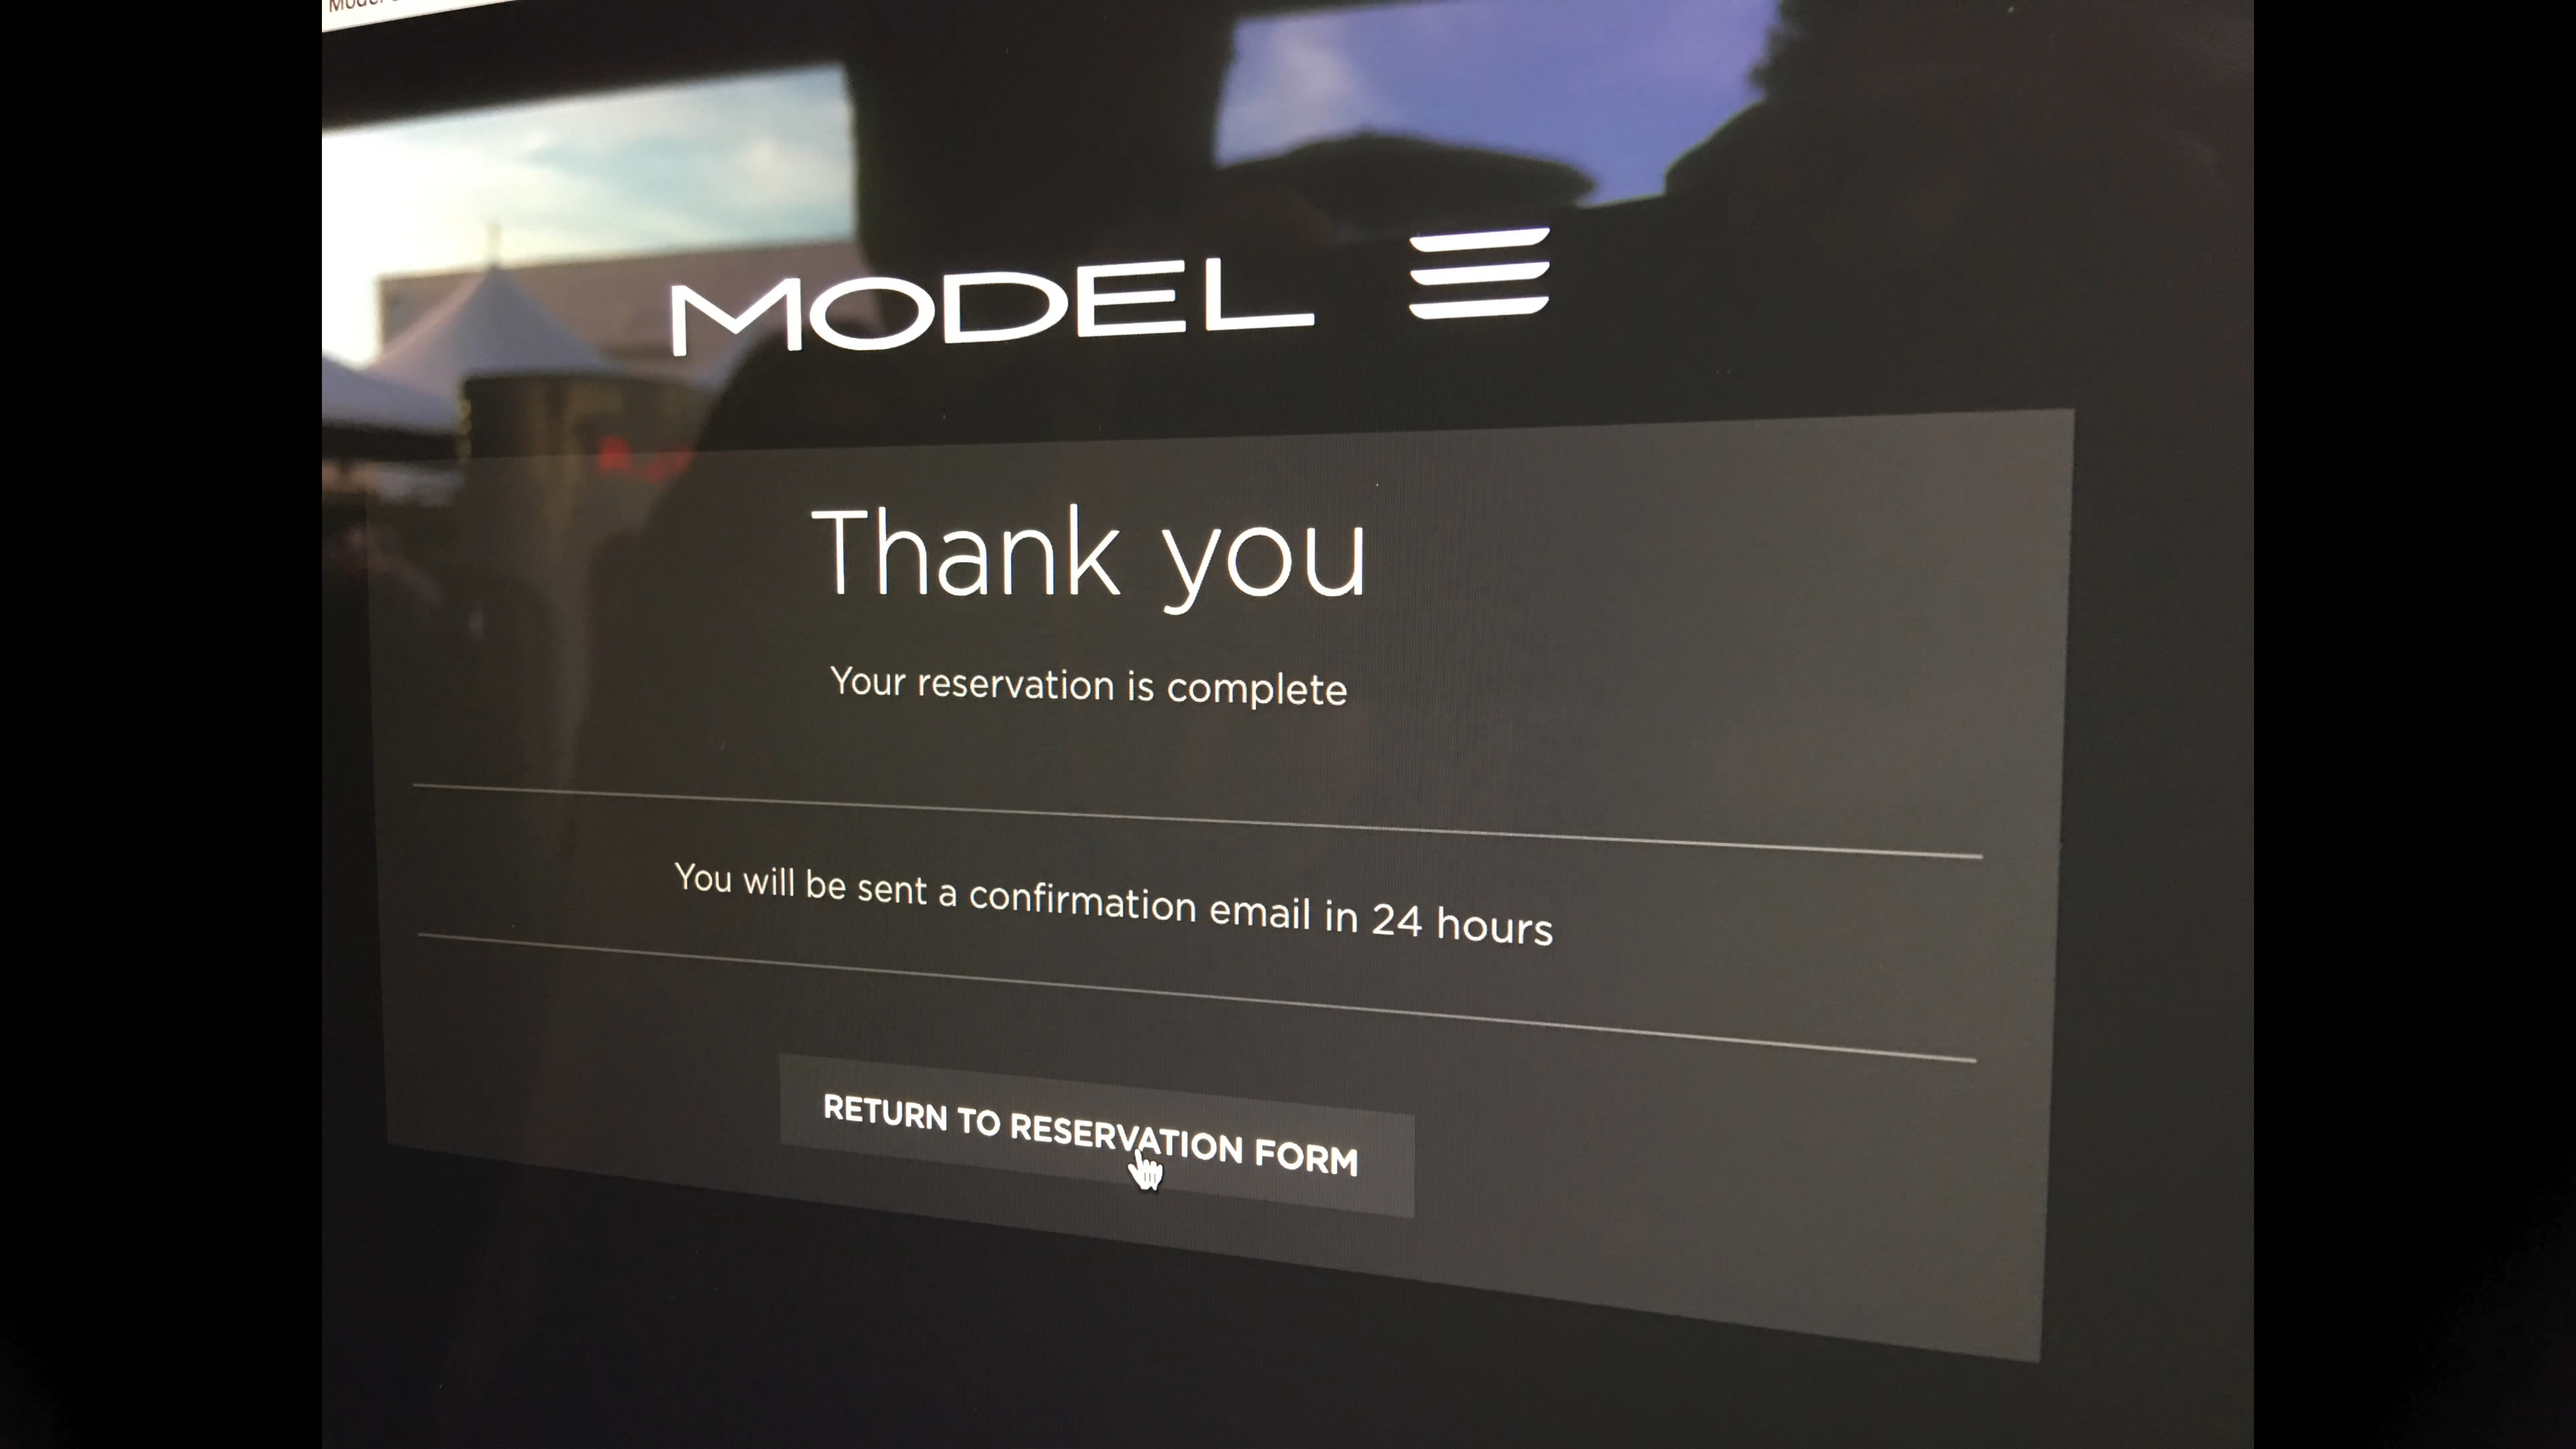 Model
MODEL ☰
Thank you
Your reservation is complete
You will be sent a confirmation email in 24 hours
RETURN TO RESERVATION FORM